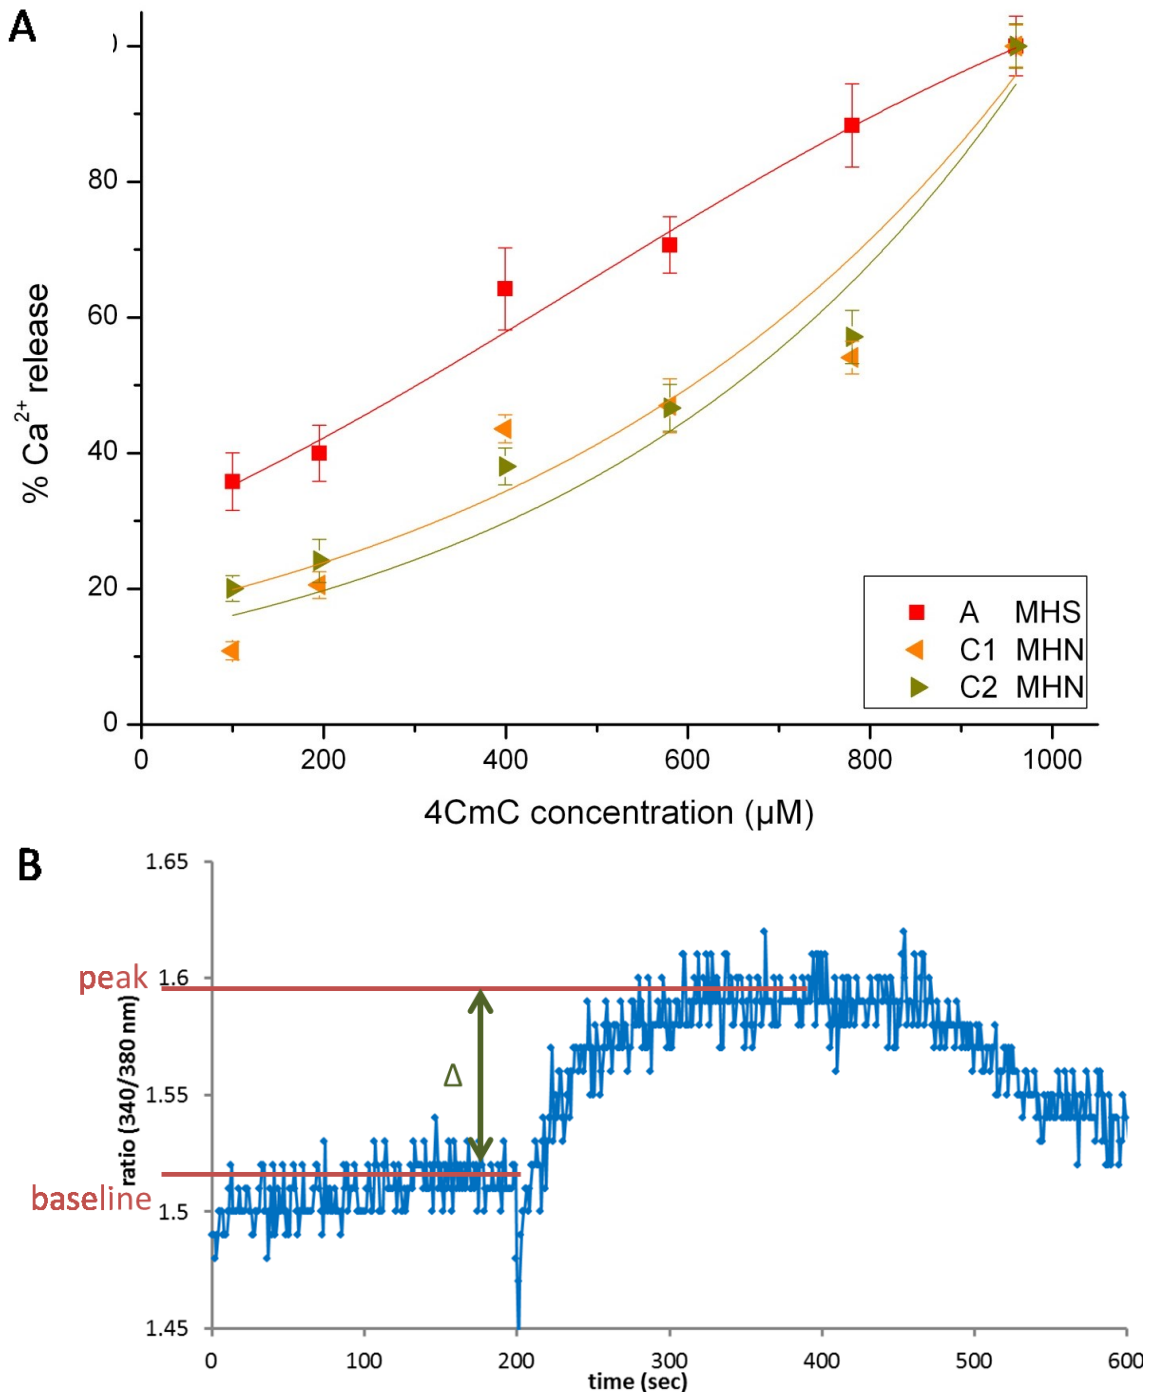 A
)
80
60
40
20
0
% Ca²⁺ release
0 200 400 600 800 1000
4CmC concentration (µM)
A MHS
C1 MHN
C2 MHN
B
1.65
1.6
1.55
1.5
1.45
peak
baseline
Δ
ratio (340/380 nm)
0 100 200 300 400 500 600
time (sec)